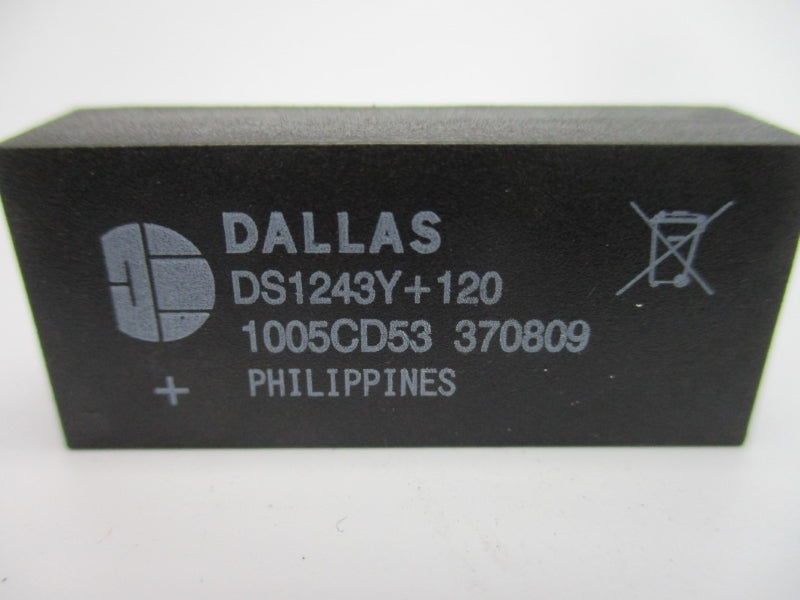 DALLAS
DS1243Y+120
1005CD53 370809
+ PHILIPPINES